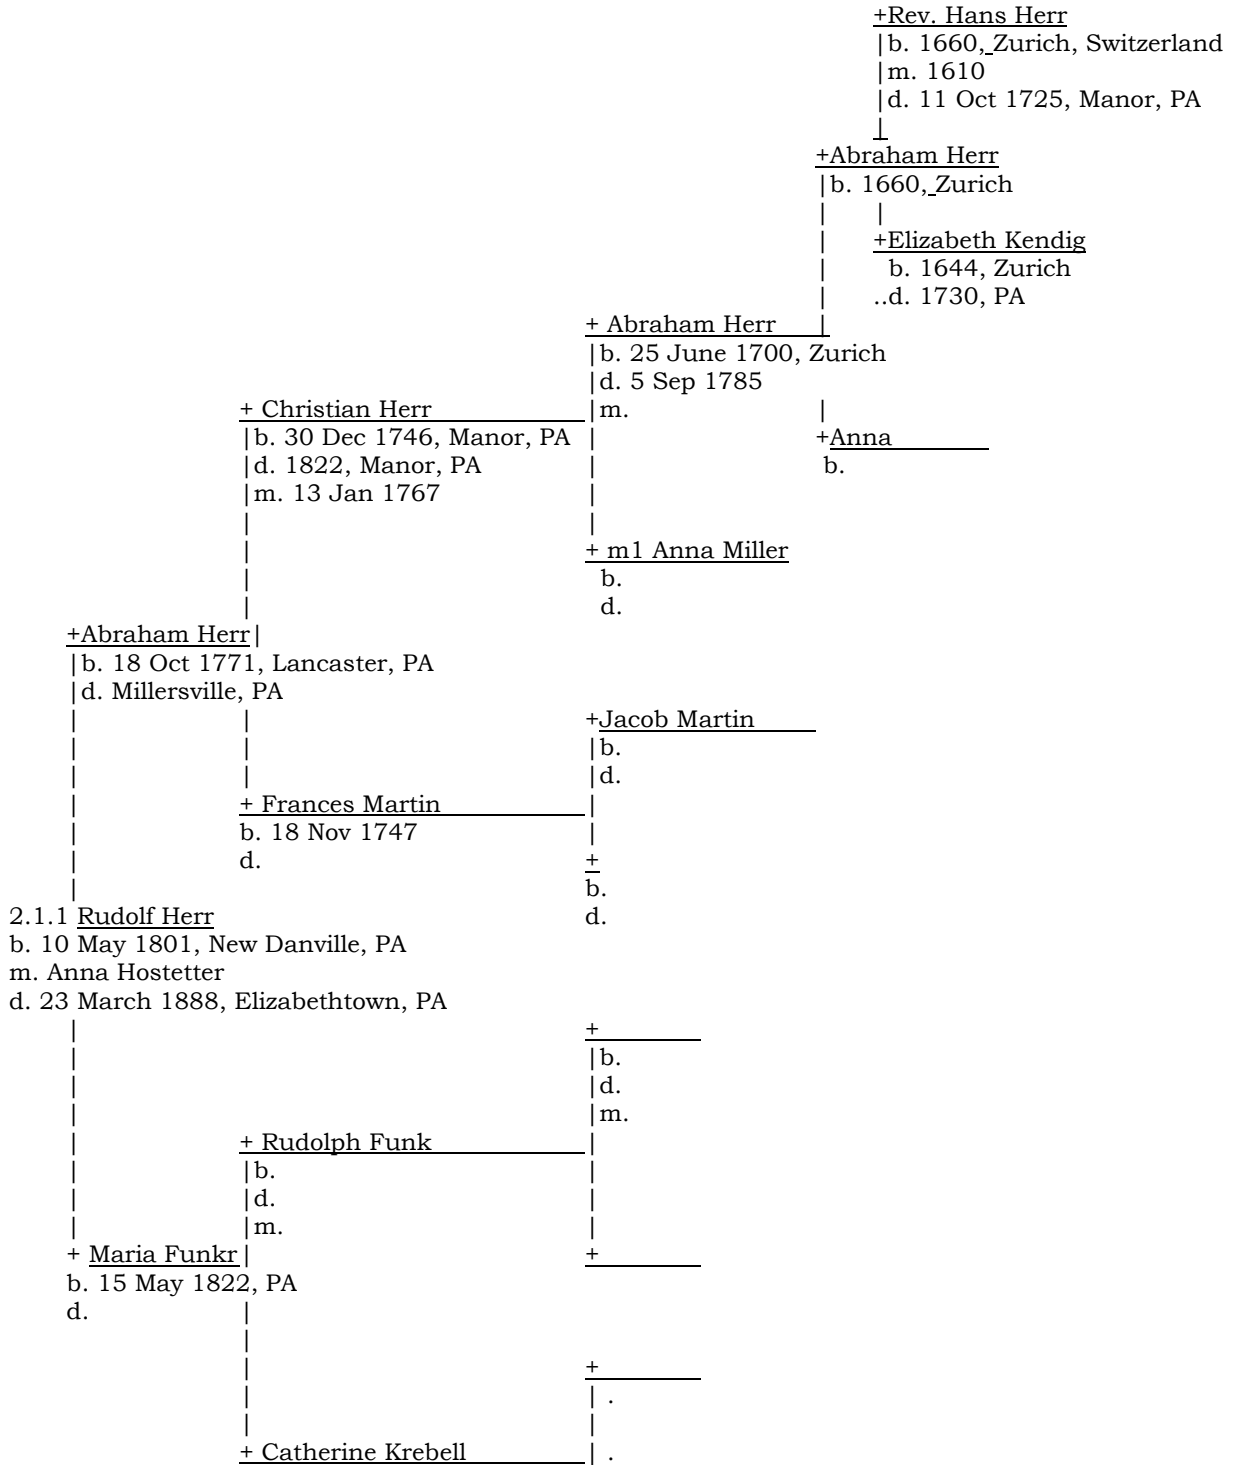 +Rev. Hans Herr
|b. 1660, Zurich, Switzerland
|m. 1610
|d. 11 Oct 1725, Manor, PA
|
+Abraham Herr
|b. 1660, Zurich
| |
| +Elizabeth Kendig
| b. 1644, Zurich
| ..d. 1730, PA
+ Abraham Herr |
|b. 25 June 1700, Zurich
|d. 5 Sep 1785
+ Christian Herr |m. |
|b. 30 Dec 1746, Manor, PA | +Anna
|d. 1822, Manor, PA | b.
|m. 13 Jan 1767 |
| |
| + m1 Anna Miller
| b.
| d.
+Abraham Herr|
|b. 18 Oct 1771, Lancaster, PA
|d. Millersville, PA
| | +Jacob Martin
| | |b.
| | |d.
| + Frances Martin |
| b. 18 Nov 1747 |
| d. +
| b.
2.1.1 Rudolf Herr d.
b. 10 May 1801, New Danville, PA
m. Anna Hostetter
d. 23 March 1888, Elizabethtown, PA
| +
| |b.
| |d.
| |m.
| + Rudolph Funk |
| |b. |
| |d. |
| |m. |
+ Maria Funkr| +
b. 15 May 1822, PA
d. |
|
| +
| | .
| |
+ Catherine Krebell | .